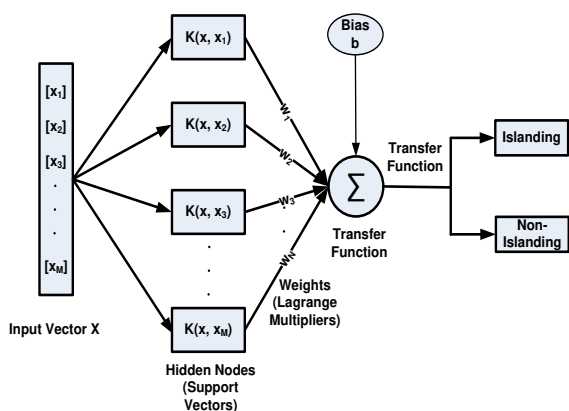 [x1]
[x2]
[x3]
.
.
.
[xM]
Input Vector X
K(x, x1)
K(x, x2)
K(x, x3)
. .
. .
. .
K(x, xM)
Hidden Nodes
(Support
Vectors)
w1
w2
w3
wN
Weights
(Lagrange
Multipliers)
Bias
b
Σ
Transfer
Function
Transfer
Function
Islanding
Non-
Islanding